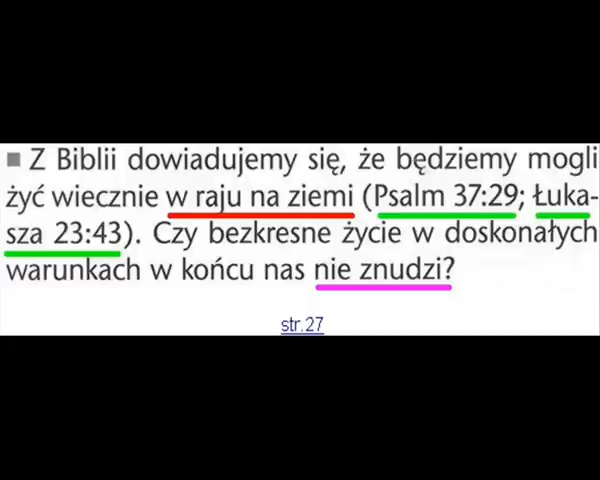 ■ Z Biblii dowiadujemy się, że będziemy mogli
żyć wiecznie w raju na ziemi (Psalm 37:29; Łuka-
sza 23:43). Czy bezkresne życie w doskonałych
warunkach w końcu nas nie znudzi?
str.27